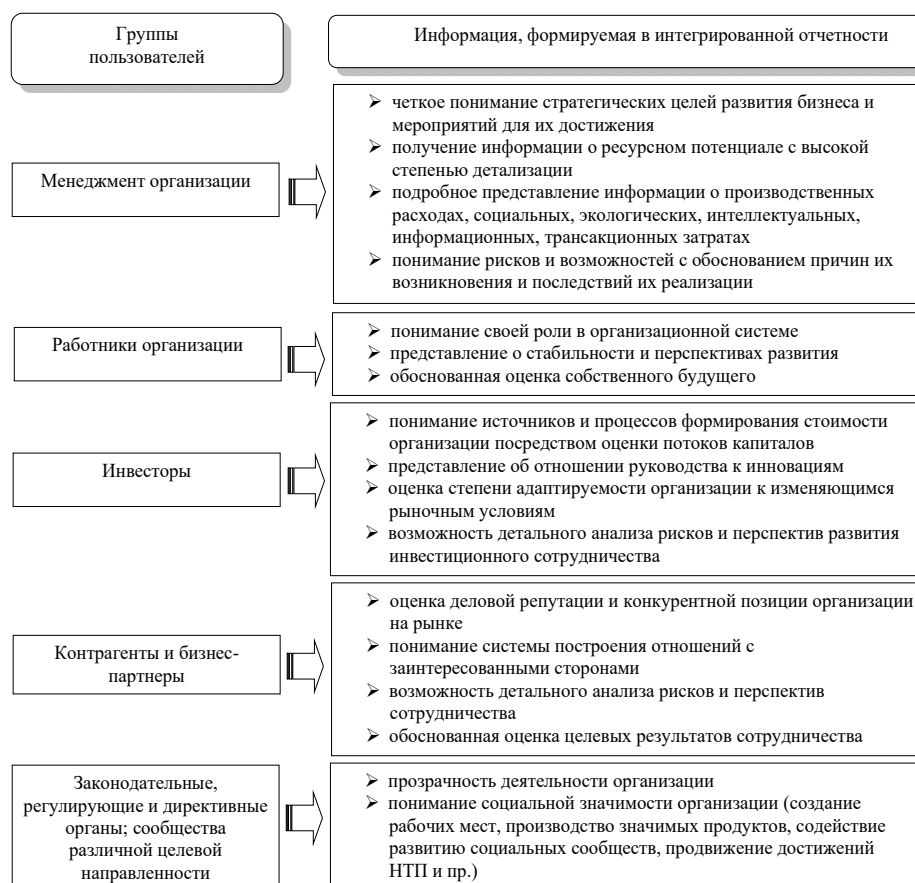 Группы
пользователей
Информация, формируемая в интегрированной отчетности
Менеджмент организации
➢ четкое понимание стратегических целей развития бизнеса и
мероприятий для их достижения
➢ получение информации о ресурсном потенциале с высокой
степенью детализации
➢ подробное представление информации о производственных
расходах, социальных, экологических, интеллектуальных,
информационных, трансакционных затратах
➢ понимание рисков и возможностей с обоснованием причин их
возникновения и последствий их реализации
Работники организации
➢ понимание своей роли в организационной системе
➢ представление о стабильности и перспективах развития
➢ обоснованная оценка собственного будущего
Инвесторы
➢ понимание источников и процессов формирования стоимости
организации посредством оценки потоков капиталов
➢ представление об отношении руководства к инновациям
➢ оценка степени адаптируемости организации к изменяющимся
рыночным условиям
➢ возможность детального анализа рисков и перспектив развития
инвестиционного сотрудничества
Контрагенты и бизнес-
партнеры
➢ оценка деловой репутации и конкурентной позиции организации
на рынке
➢ понимание системы построения отношений с
заинтересованными сторонами
➢ возможность детального анализа рисков и перспектив
сотрудничества
➢ обоснованная оценка целевых результатов сотрудничества
Законодательные,
регулирующие и директивные
органы; сообщества
различной целевой
направленности
➢ прозрачность деятельности организации
➢ понимание социальной значимости организации (создание
рабочих мест, производство значимых продуктов, содействие
развитию социальных сообществ, продвижение достижений
НТП и пр.)